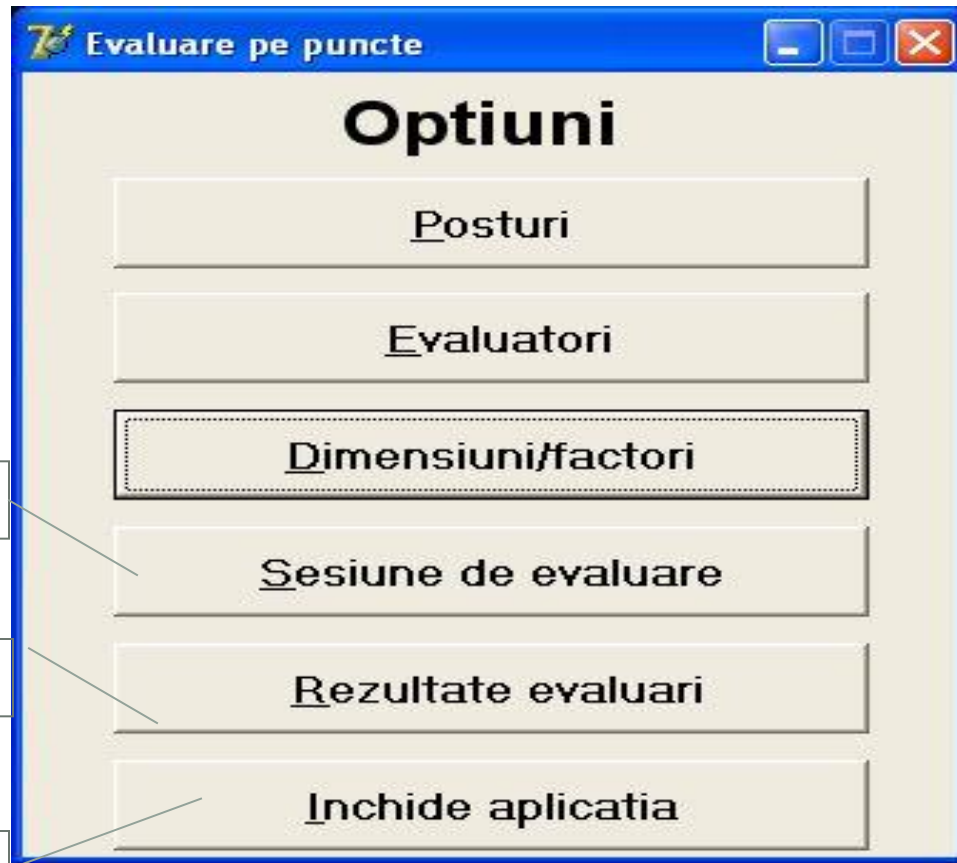 Evaluare pe puncte
Optiuni
Posturi
Evaluatori
Dimensiuni/factori
Sesiune de evaluare
Rezultate evaluari
Inchide aplicatia